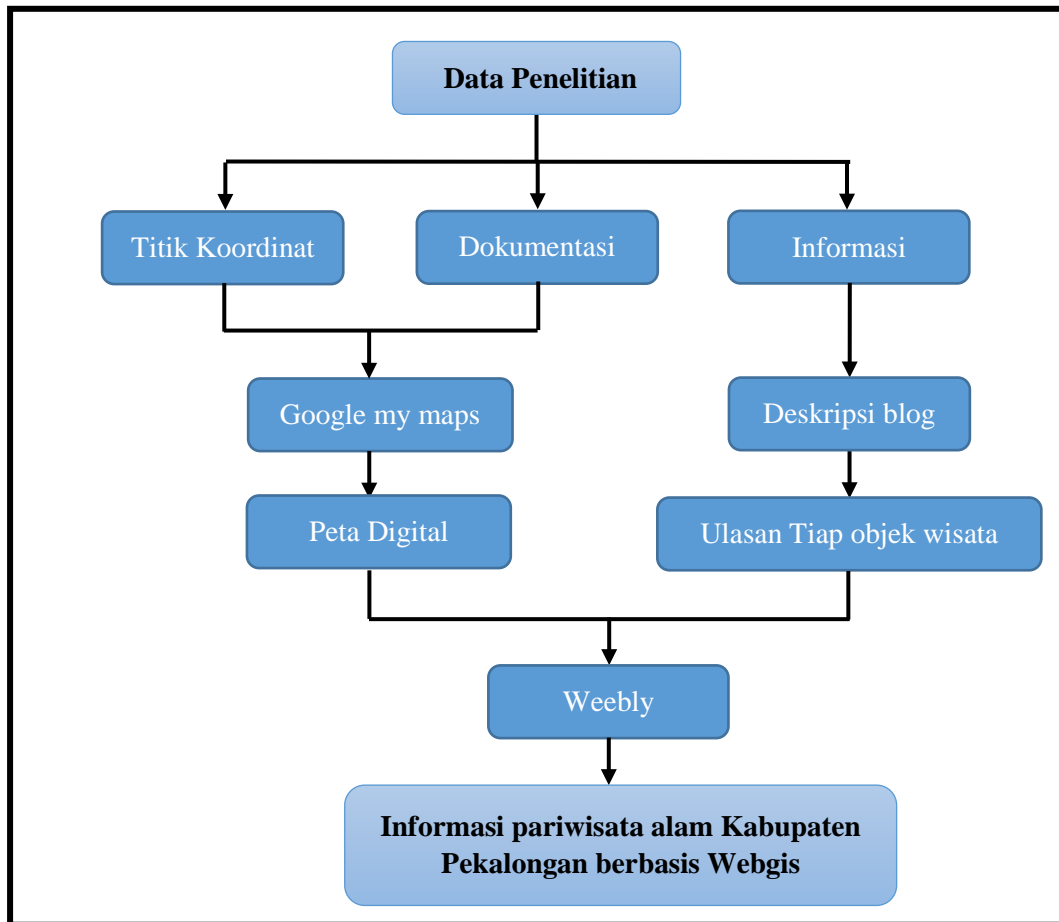 Data Penelitian
Titik Koordinat
Dokumentasi
Informasi
Google my maps
Deskripsi blog
Peta Digital
Ulasan Tiap objek wisata
Weebly
Informasi pariwisata alam Kabupaten
Pekalongan berbasis Webgis